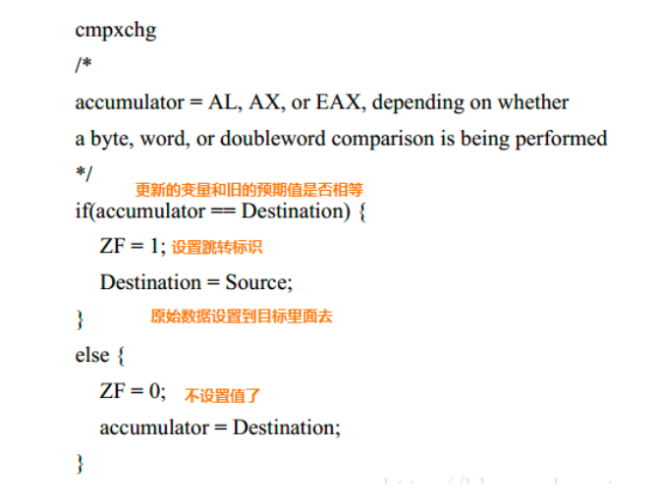 cmpxchg
/*
accumulator = AL, AX, or EAX, depending on whether
a byte, word, or doubleword comparison is being performed
*/
更新的变量和旧的预期值是否相等
if(accumulator == Destination) {
ZF = 1; 设置跳转标识
Destination = Source;
} 原始数据设置到目标里面去
else {
ZF = 0; 不设置值了
accumulator = Destination;
}